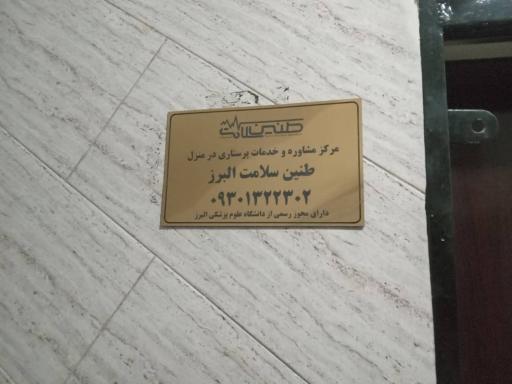 طنین سلامت
مرکز مشاوره و خدمات پرستاری در منزل
طنین سلامت البرز
۰۹۳۰۱۳۲۲۳۰۲
دارای مجوز رسمی از دانشگاه علوم پزشکی البرز